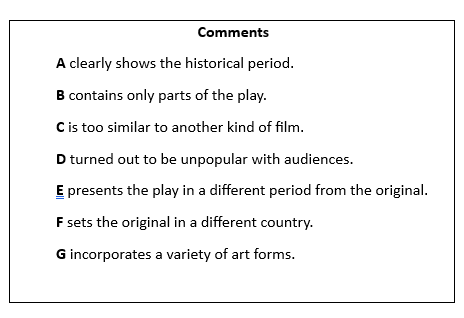 Comments
A clearly shows the historical period.
B contains only parts of the play.
C is too similar to another kind of film.
D turned out to be unpopular with audiences.
E presents the play in a different period from the original.
F sets the original in a different country.
G incorporates a variety of art forms.